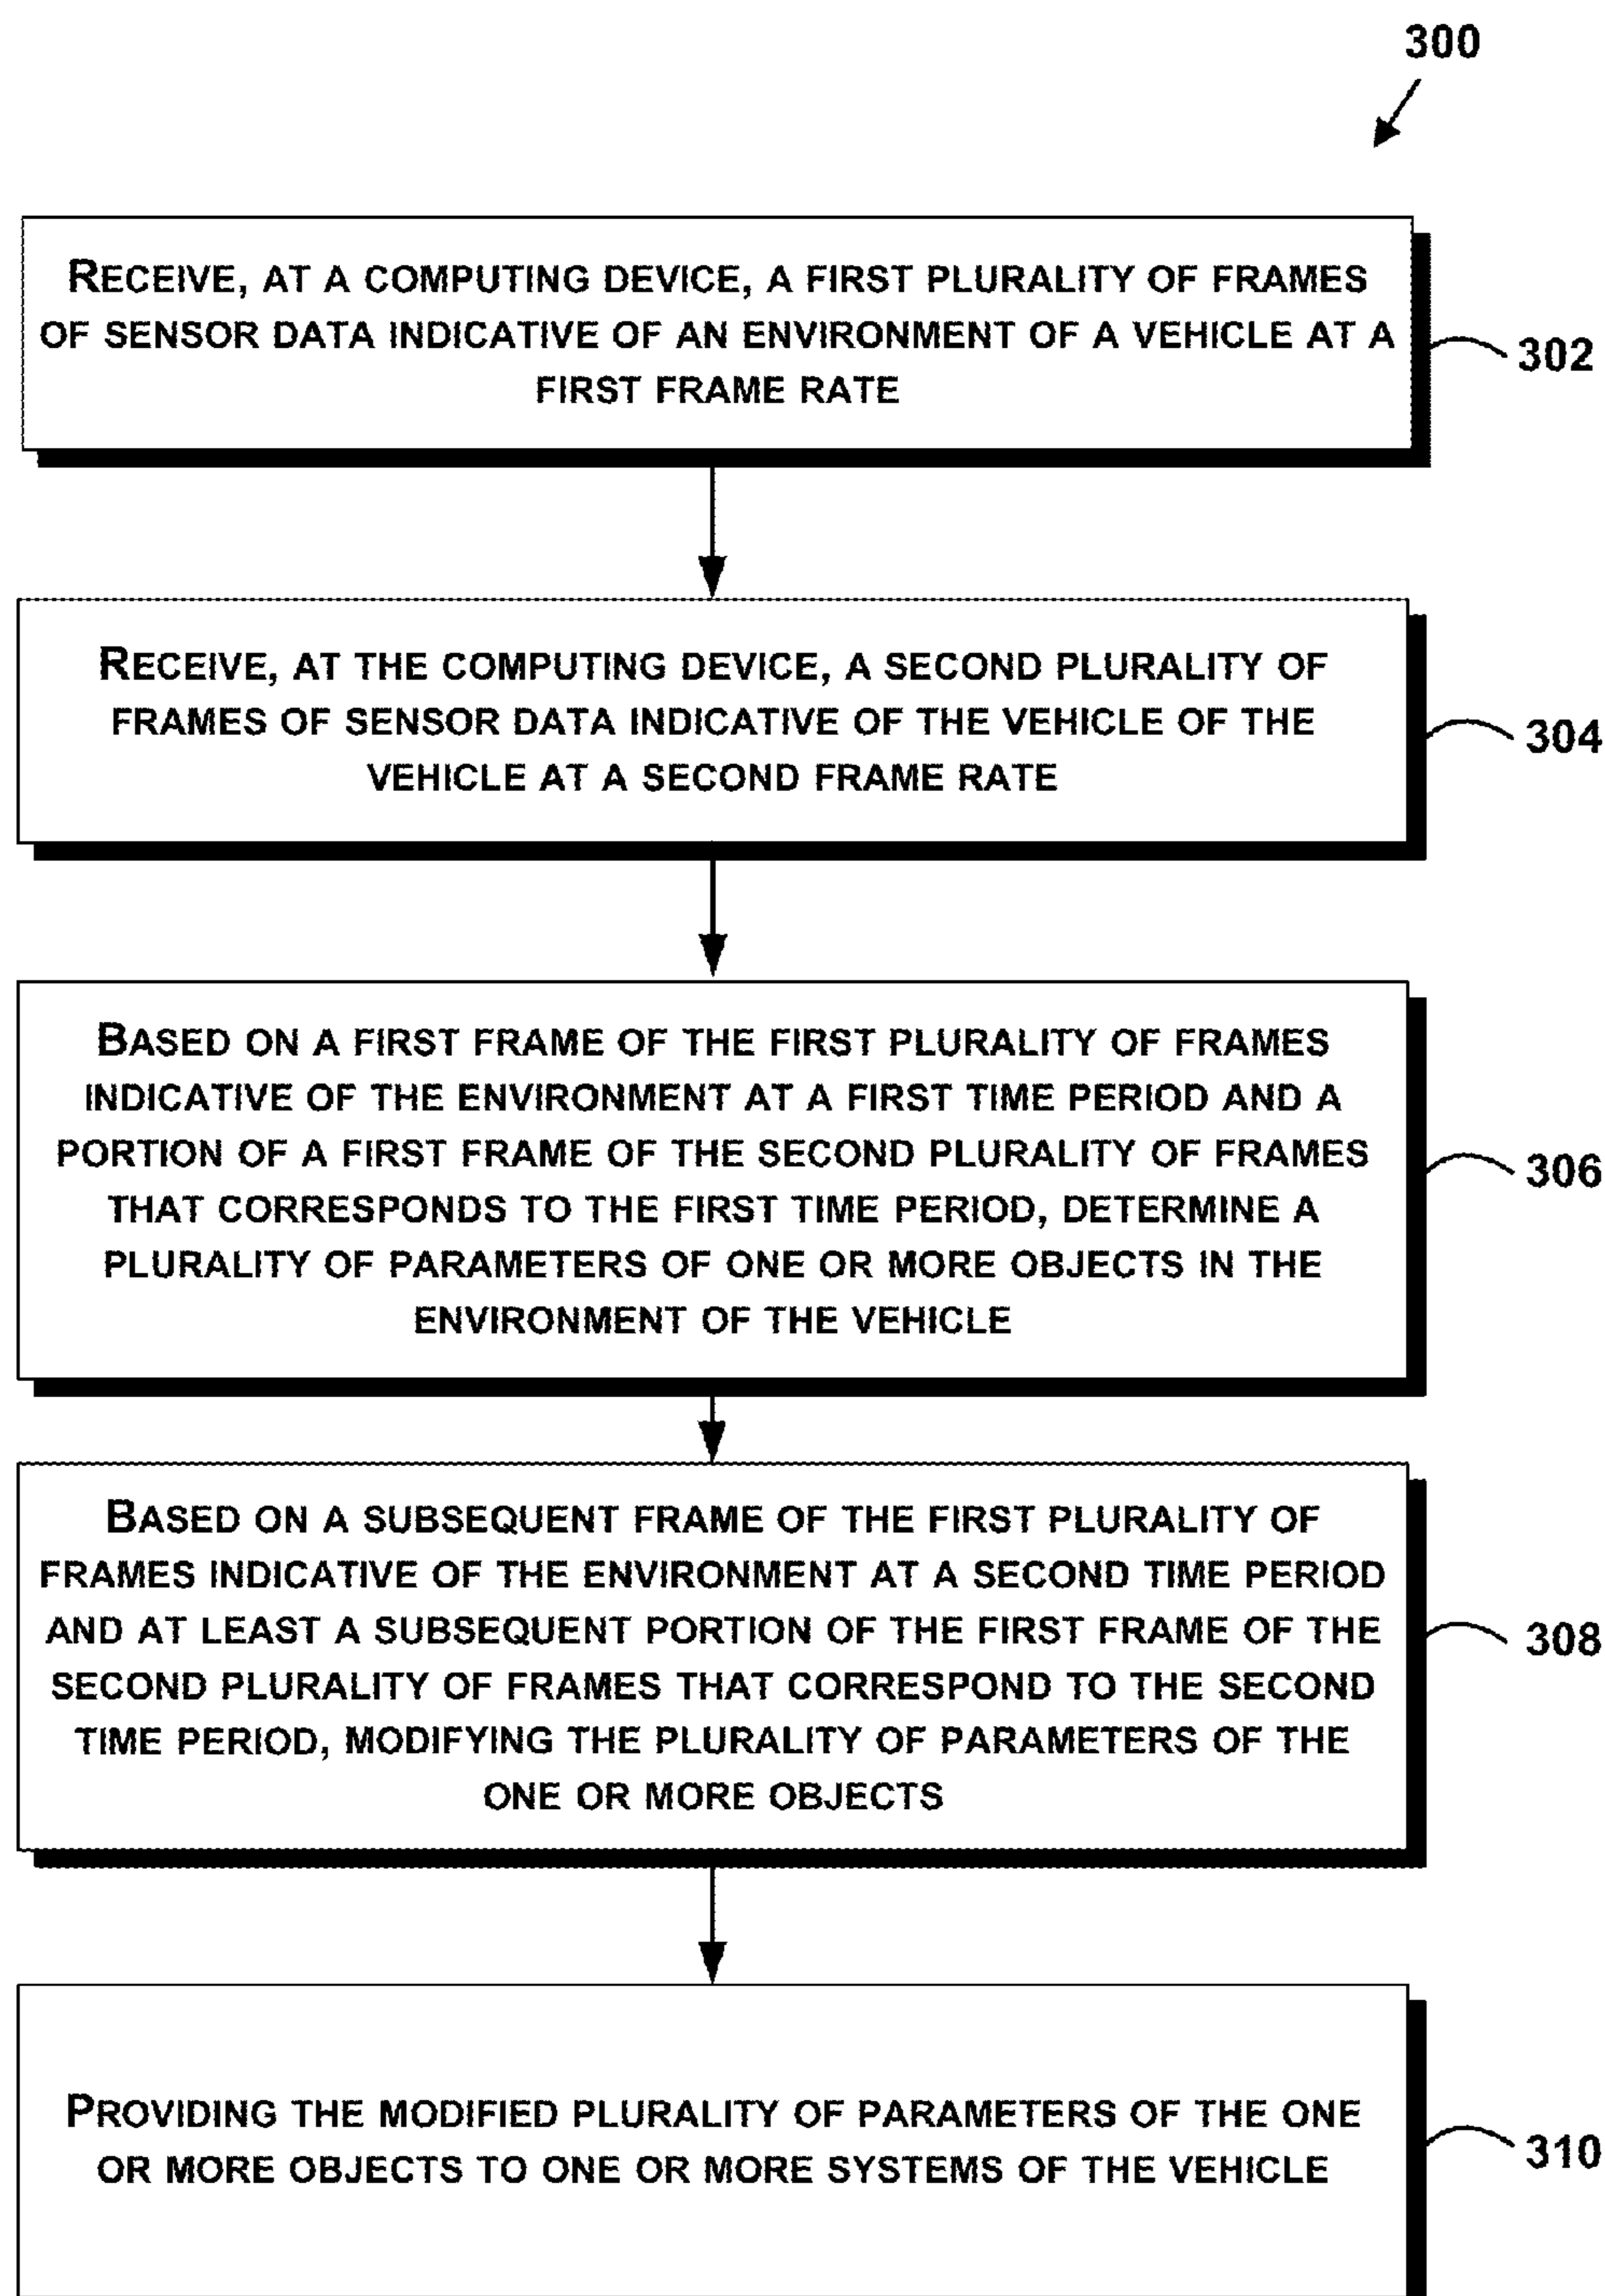 300
RECEIVE, AT A COMPUTING DEVICE, A FIRST PLURALITY OF FRAMES
OF SENSOR DATA INDICATIVE OF AN ENVIRONMENT OF A VEHICLE AT A
FIRST FRAME RATE
302
RECEIVE, AT THE COMPUTING DEVICE, A SECOND PLURALITY OF
FRAMES OF SENSOR DATA INDICATIVE OF THE VEHICLE OF THE
VEHICLE AT A SECOND FRAME RATE
304
BASED ON A FIRST FRAME OF THE FIRST PLURALITY OF FRAMES
INDICATIVE OF THE ENVIRONMENT AT A FIRST TIME PERIOD AND A
PORTION OF A FIRST FRAME OF THE SECOND PLURALITY OF FRAMES
THAT CORRESPONDS TO THE FIRST TIME PERIOD, DETERMINE A
PLURALITY OF PARAMETERS OF ONE OR MORE OBJECTS IN THE
ENVIRONMENT OF THE VEHICLE
306
BASED ON A SUBSEQUENT FRAME OF THE FIRST PLURALITY OF
FRAMES INDICATIVE OF THE ENVIRONMENT AT A SECOND TIME PERIOD
AND AT LEAST A SUBSEQUENT PORTION OF THE FIRST FRAME OF THE
SECOND PLURALITY OF FRAMES THAT CORRESPOND TO THE SECOND
TIME PERIOD, MODIFYING THE PLURALITY OF PARAMETERS OF THE
ONE OR MORE OBJECTS
308
PROVIDING THE MODIFIED PLURALITY OF PARAMETERS OF THE ONE
OR MORE OBJECTS TO ONE OR MORE SYSTEMS OF THE VEHICLE
310